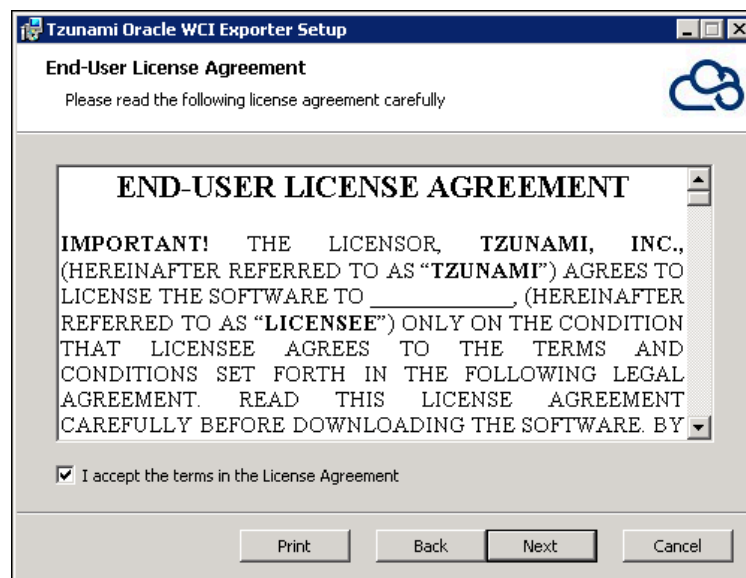 Tzunami Oracle WCI Exporter Setup
End-User License Agreement
Please read the following license agreement carefully
END-USER LICENSE AGREEMENT
IMPORTANT! THE LICENSOR, TZUNAMI, INC.,
(HEREINAFTER REFERRED TO AS “TZUNAMI”) AGREES TO
LICENSE THE SOFTWARE TO ____________, (HEREINAFTER
REFERRED TO AS “LICENSEE”) ONLY ON THE CONDITION
THAT LICENSEE AGREES TO THE TERMS AND
CONDITIONS SET FORTH IN THE FOLLOWING LEGAL
AGREEMENT. READ THIS LICENSE AGREEMENT
CAREFULLY BEFORE DOWNLOADING THE SOFTWARE. BY
I accept the terms in the License Agreement
Print Back Next Cancel